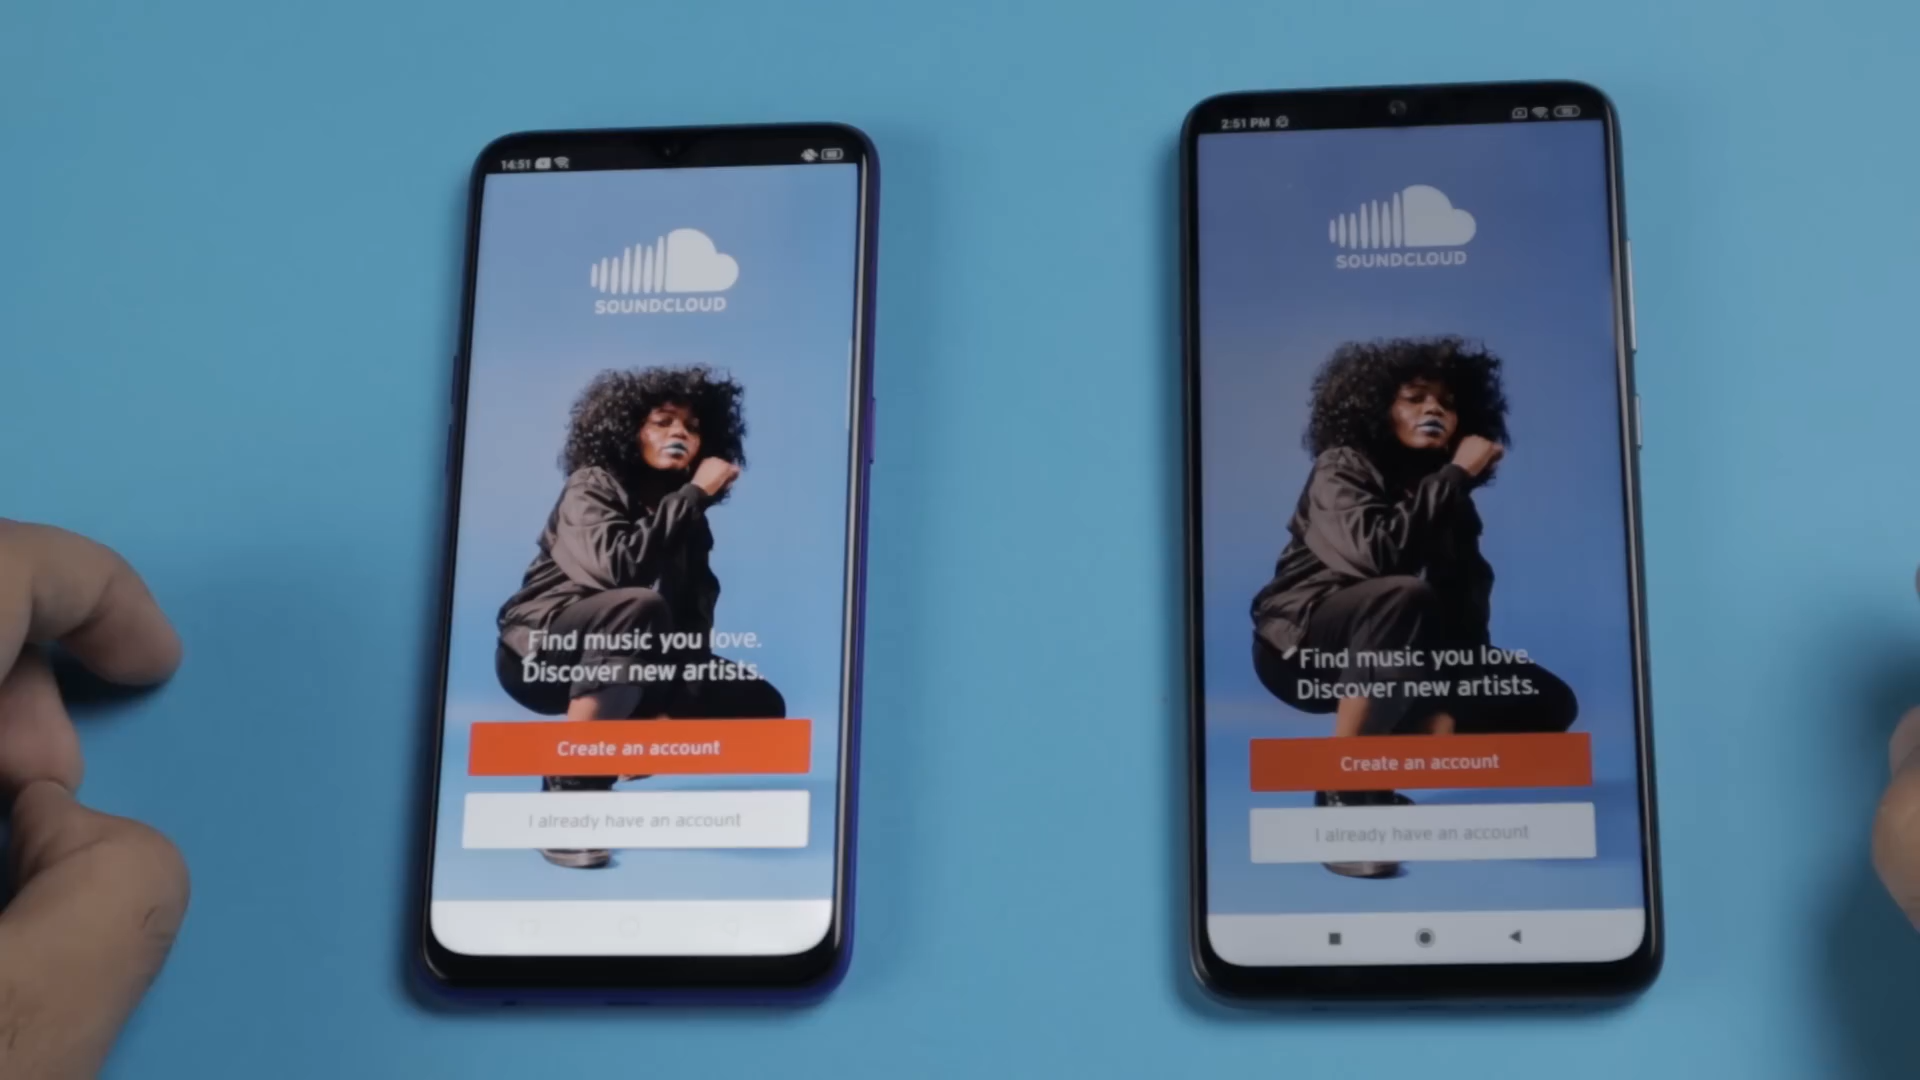 14:51
SOUNDCLOUD
Find music you love.
Discover new artists.
Create an account
I already have an account
2:51 PM
SOUNDCLOUD
Find music you love.
Discover new artists.
Create an account
I already have an account